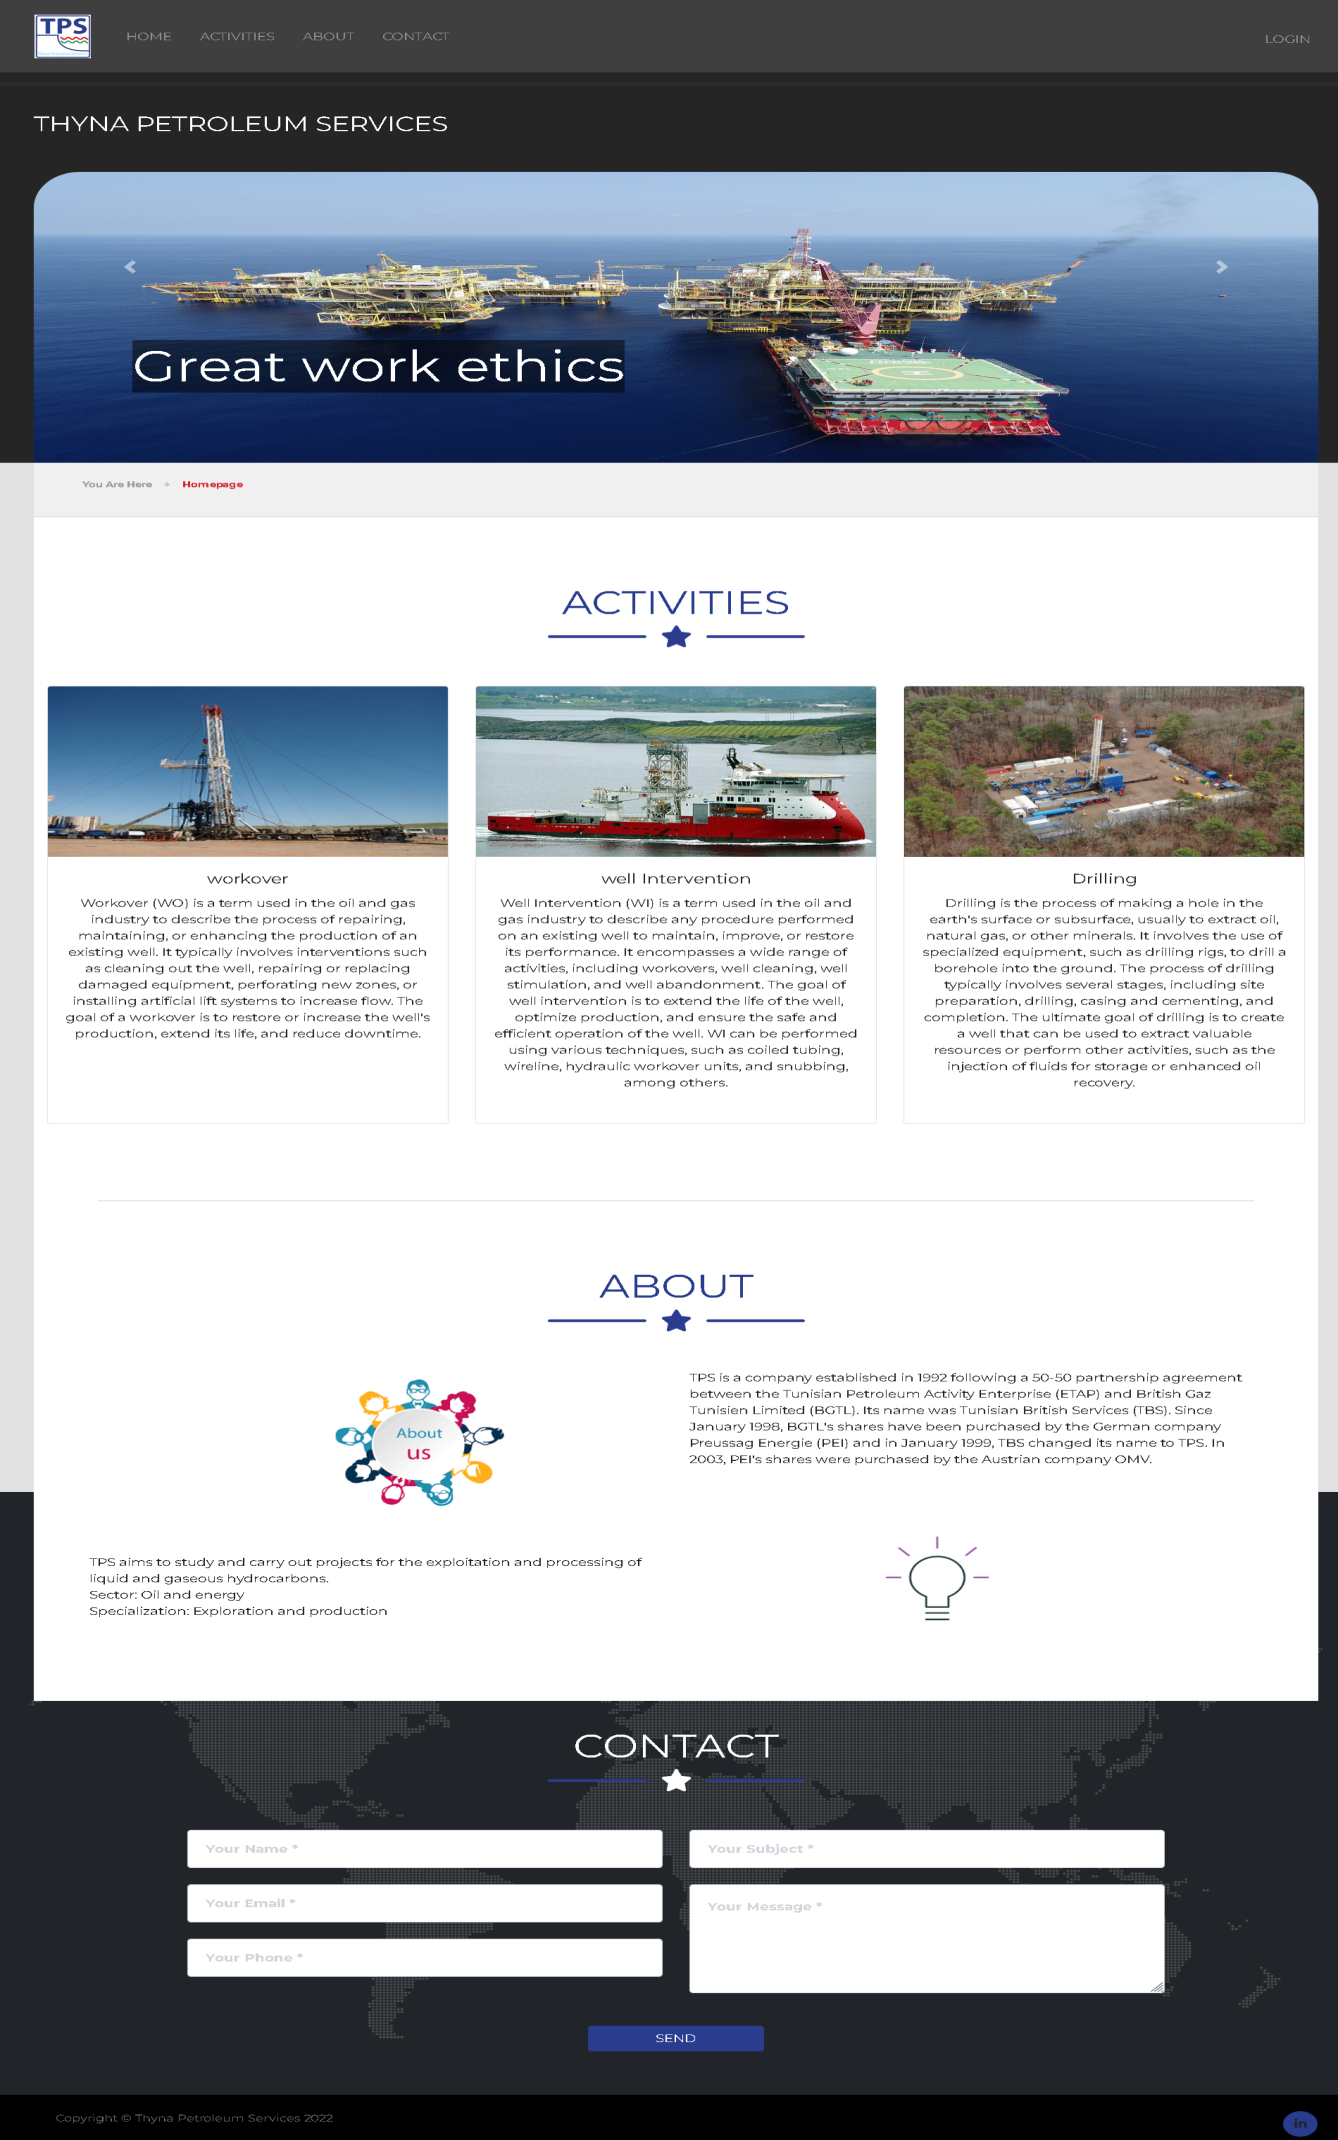 TPS
HOME
ACTIVITIES
ABOUT
CONTACT
LOGIN
THYNA PETROLEUM SERVICES
Great work ethics
You Are Here » Homepage
ACTIVITIES
workover
Workover (WO) is a term used in the oil and gas
industry to describe the process of repairing,
maintaining, or enhancing the production of an
existing well. It typically involves interventions such
as cleaning out the well, repairing or replacing
damaged equipment, perforating new zones, or
installing artificial lift systems to increase flow. The
goal of a workover is to restore or increase the well's
production, extend its life, and reduce downtime.
well Intervention
Well Intervention (WI) is a term used in the oil and
gas industry to describe any procedure performed
on an existing well to maintain, improve, or restore
its performance. It encompasses a wide range of
activities, including workovers, well cleaning, well
stimulation, and well abandonment. The goal of
well intervention is to extend the life of the well,
optimize production, and ensure the safe and
efficient operation of the well. WI can be performed
using various techniques, such as coiled tubing,
wireline, hydraulic workover units, and snubbing,
among others.
Drilling
Drilling is the process of making a hole in the
earth's surface or subsurface, usually to extract oil,
natural gas, or other minerals. It involves the use of
specialized equipment, such as drilling rigs, to drill a
borehole into the ground. The process of drilling
typically involves several stages, including site
preparation, drilling, casing and cementing, and
completion. The ultimate goal of drilling is to create
a well that can be used to extract valuable
resources or perform other activities, such as the
injection of fluids for storage or enhanced oil
recovery.
ABOUT
About
us
TPS is a company established in 1992 following a 50-50 partnership agreement
between the Tunisian Petroleum Activity Enterprise (ETAP) and British Gaz
Tunisien Limited (BGTL). Its name was Tunisian British Services (TBS). Since
January 1998, BGTL's shares have been purchased by the German company
Preussag Energie (PEI) and in January 1999, TBS changed its name to TPS. In
2003, PEI's shares were purchased by the Austrian company OMV.
TPS aims to study and carry out projects for the exploitation and processing of
liquid and gaseous hydrocarbons.
Sector: Oil and energy
Specialization: Exploration and production
CONTACT
Your Name *
Your Email *
Your Phone *
Your Subject *
Your Message *
SEND
Copyright © Thyna Petroleum Services 2022
in